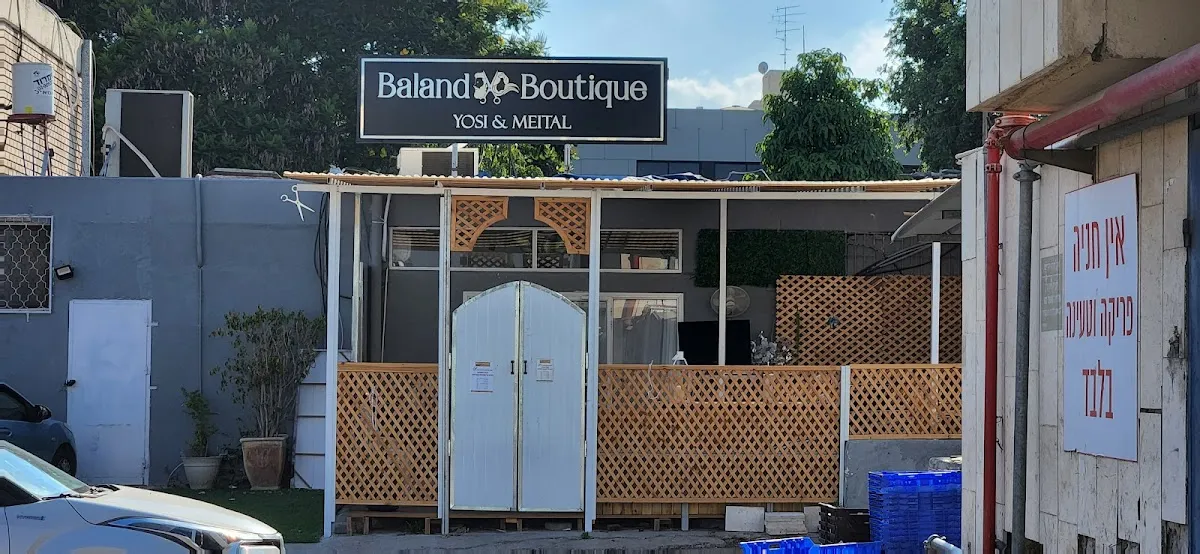 Baland Boutique
YOSI & MEITAL
אין חניה
פריקה וטעינה
בלבד